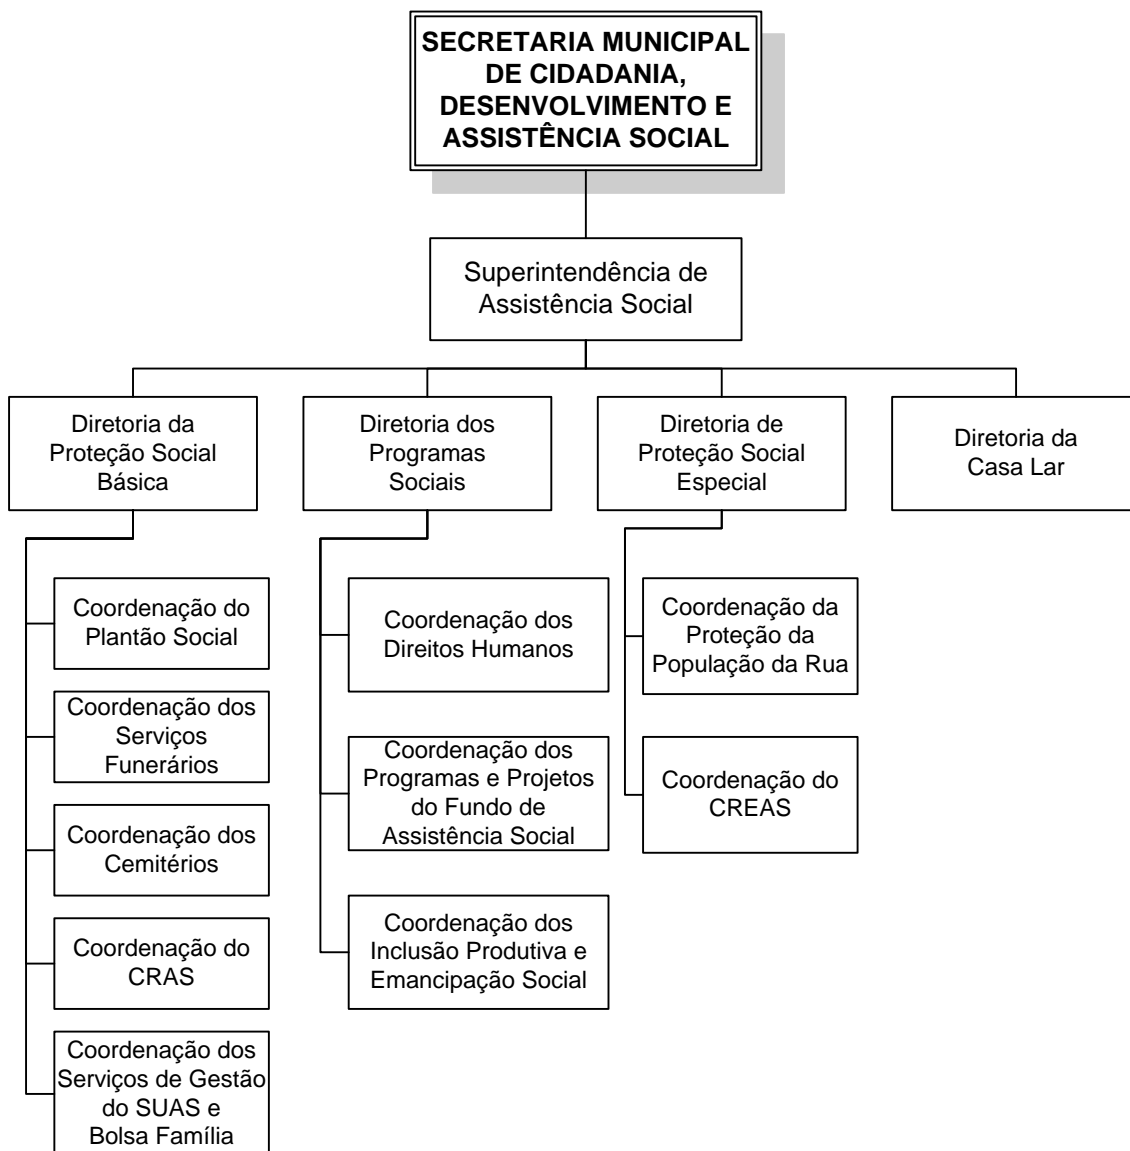 SECRETARIA MUNICIPAL
DE CIDADANIA,
DESENVOLVIMENTO E
ASSISTÊNCIA SOCIAL
Superintendência de
Assistência Social
Diretoria da
Proteção Social
Básica
Diretoria dos
Programas
Sociais
Diretoria de
Proteção Social
Especial
Diretoria da
Casa Lar
Coordenação do
Plantão Social
Coordenação dos
Serviços
Funerários
Coordenação dos
Cemitérios
Coordenação do
CRAS
Coordenação dos
Serviços de Gestão
do SUAS e
Bolsa Família
Coordenação dos
Direitos Humanos
Coordenação dos
Programas e Projetos
do Fundo de
Assistência Social
Coordenação dos
Inclusão Produtiva e
Emancipação Social
Coordenação da
Proteção da
População da Rua
Coordenação do
CREAS